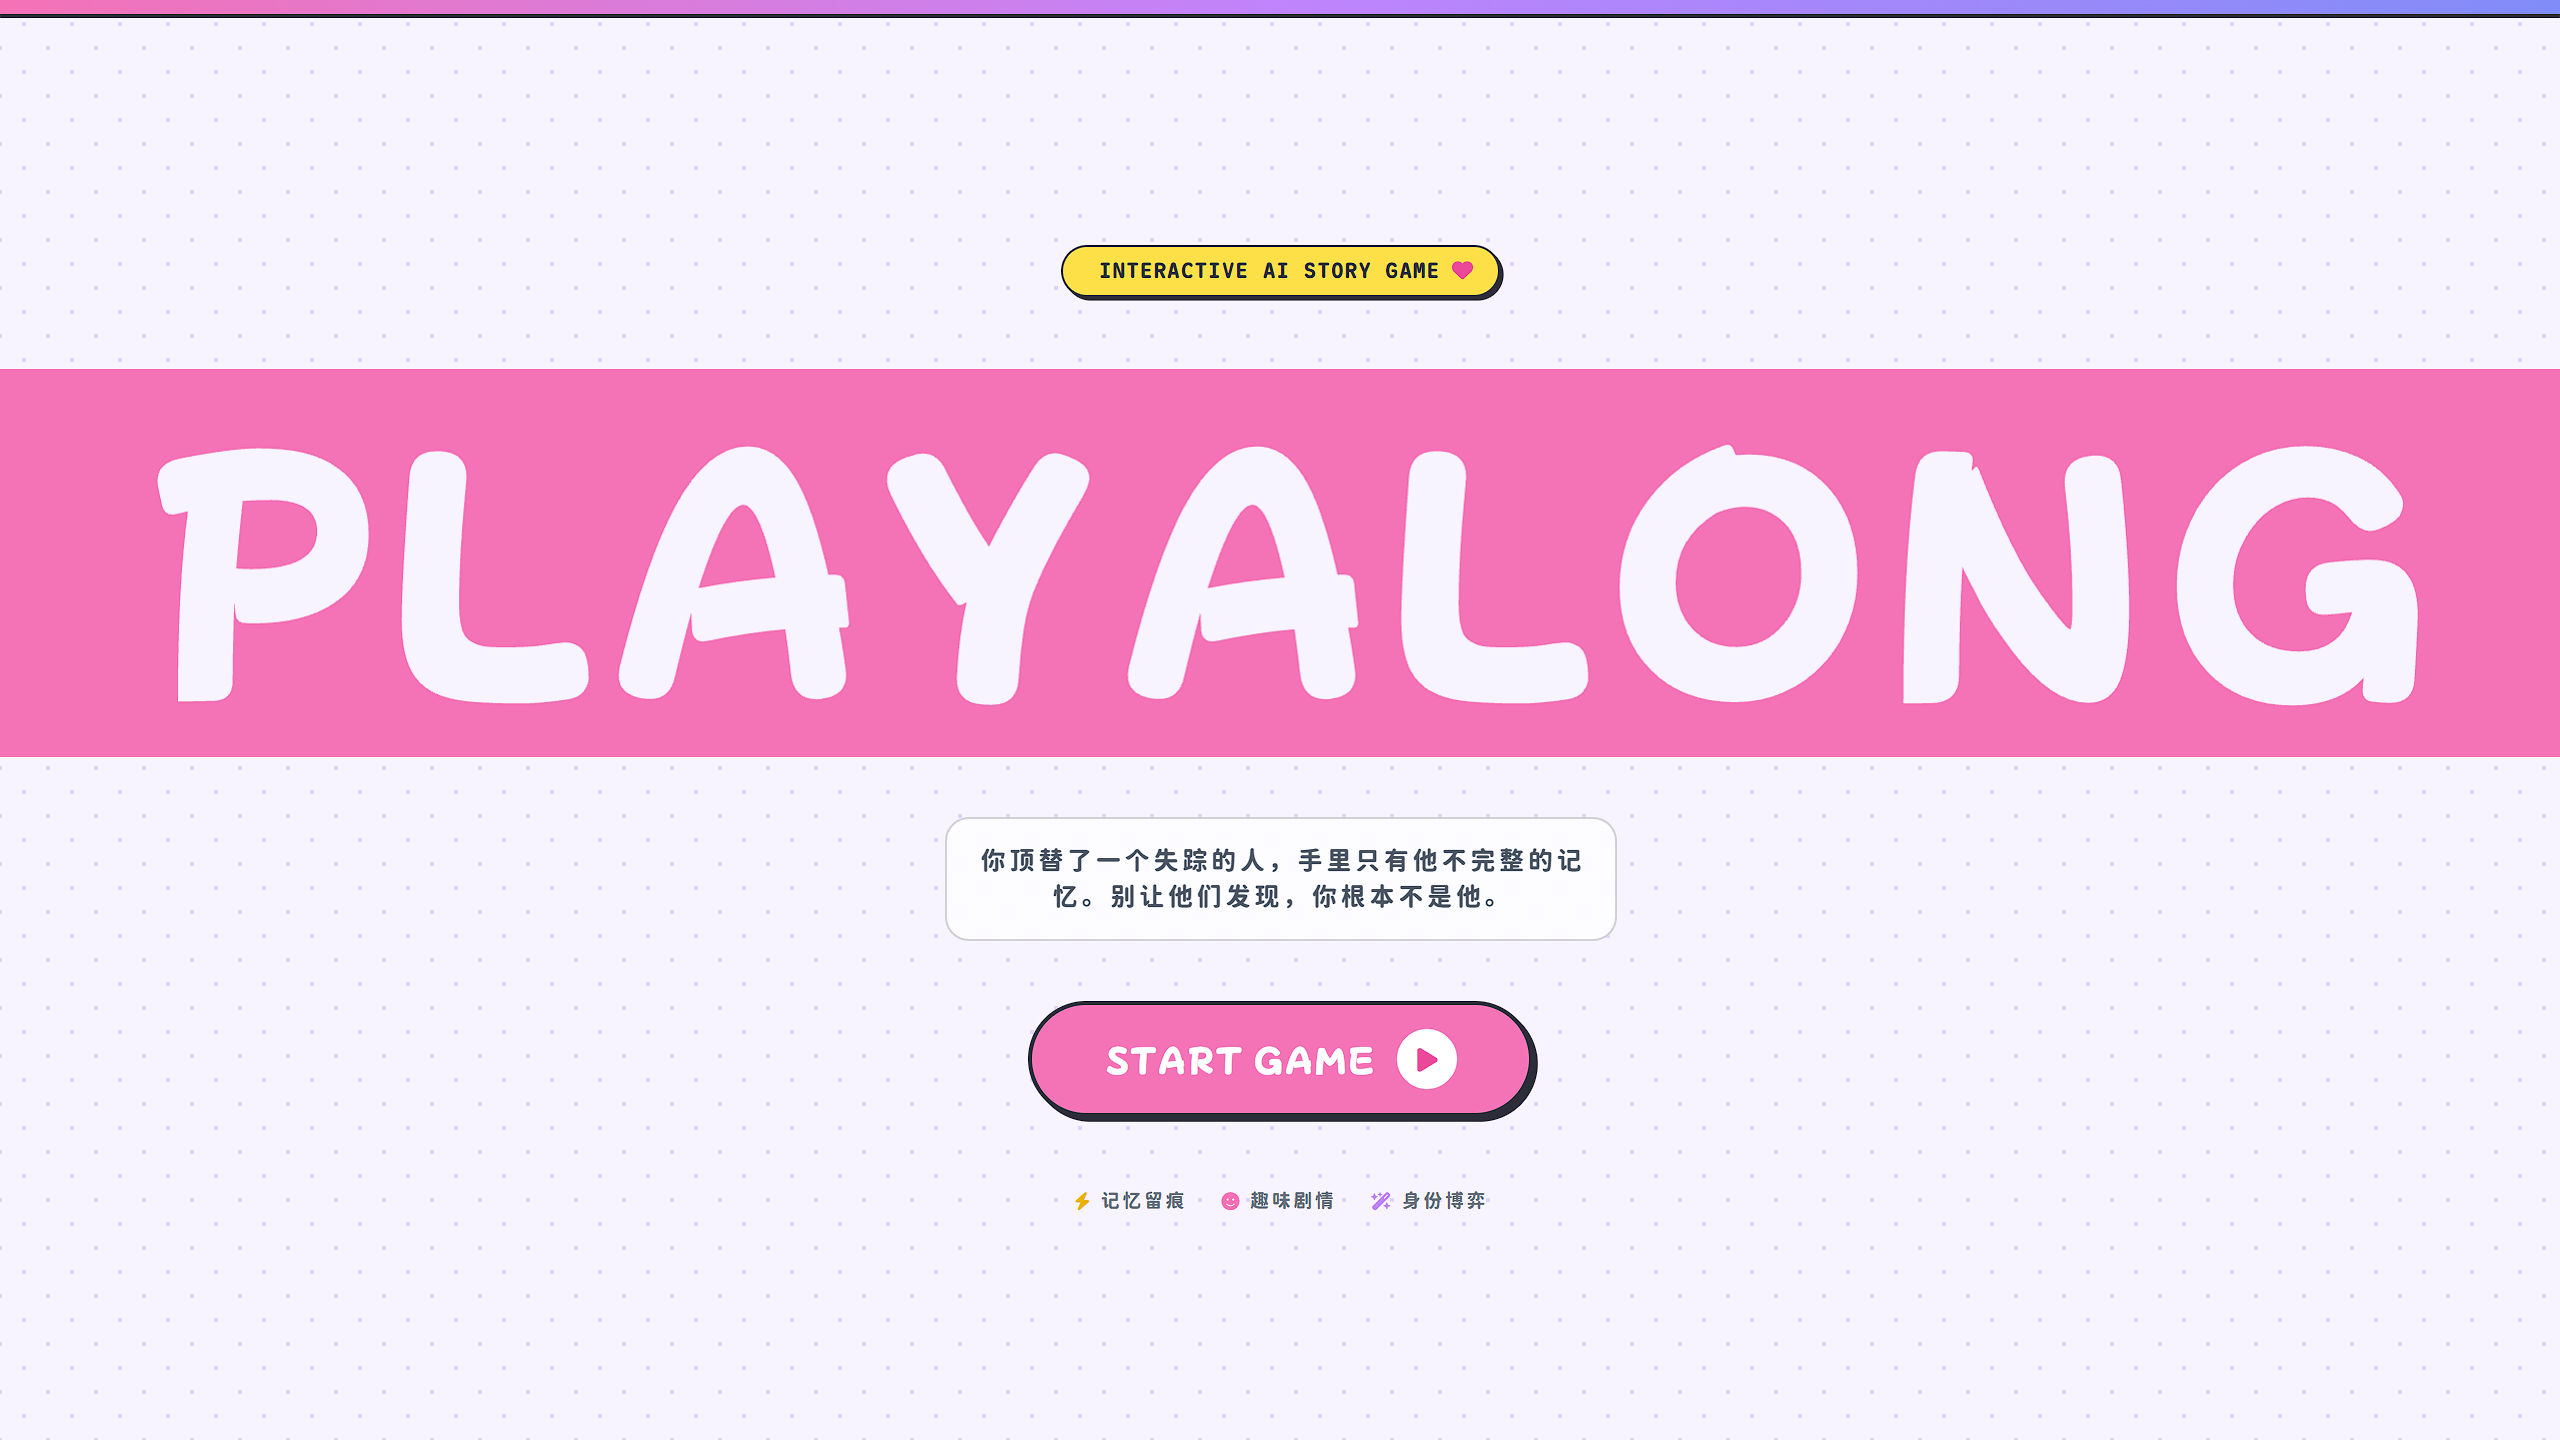 INTERACTIVE AI STORY GAME
PLAYALONG
你顶替了一个失踪的人，手里只有他不完整的记
忆。别让他们发现，你根本不是他。
START GAME
记忆留痕 趣味剧情 身份博弈